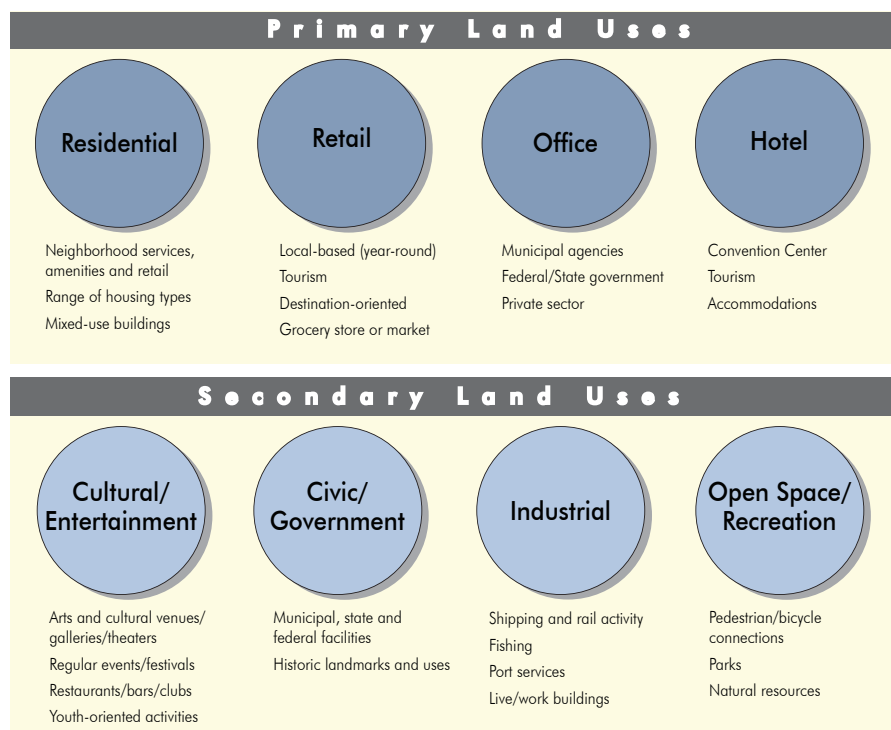 Primary Land Uses
Residential
Neighborhood services,
amenities and retail
Range of housing types
Mixed-use buildings
Retail
Local-based (year-round)
Tourism
Destination-oriented
Grocery store or market
Office
Municipal agencies
Federal/State government
Private sector
Hotel
Convention Center
Tourism
Accommodations
Secondary Land Uses
Cultural/
Entertainment
Arts and cultural venues/
galleries/theaters
Regular events/festivals
Restaurants/bars/clubs
Youth-oriented activities
Civic/
Government
Municipal, state and
federal facilities
Historic landmarks and uses
Industrial
Shipping and rail activity
Fishing
Port services
Live/work buildings
Open Space/
Recreation
Pedestrian/bicycle
connections
Parks
Natural resources